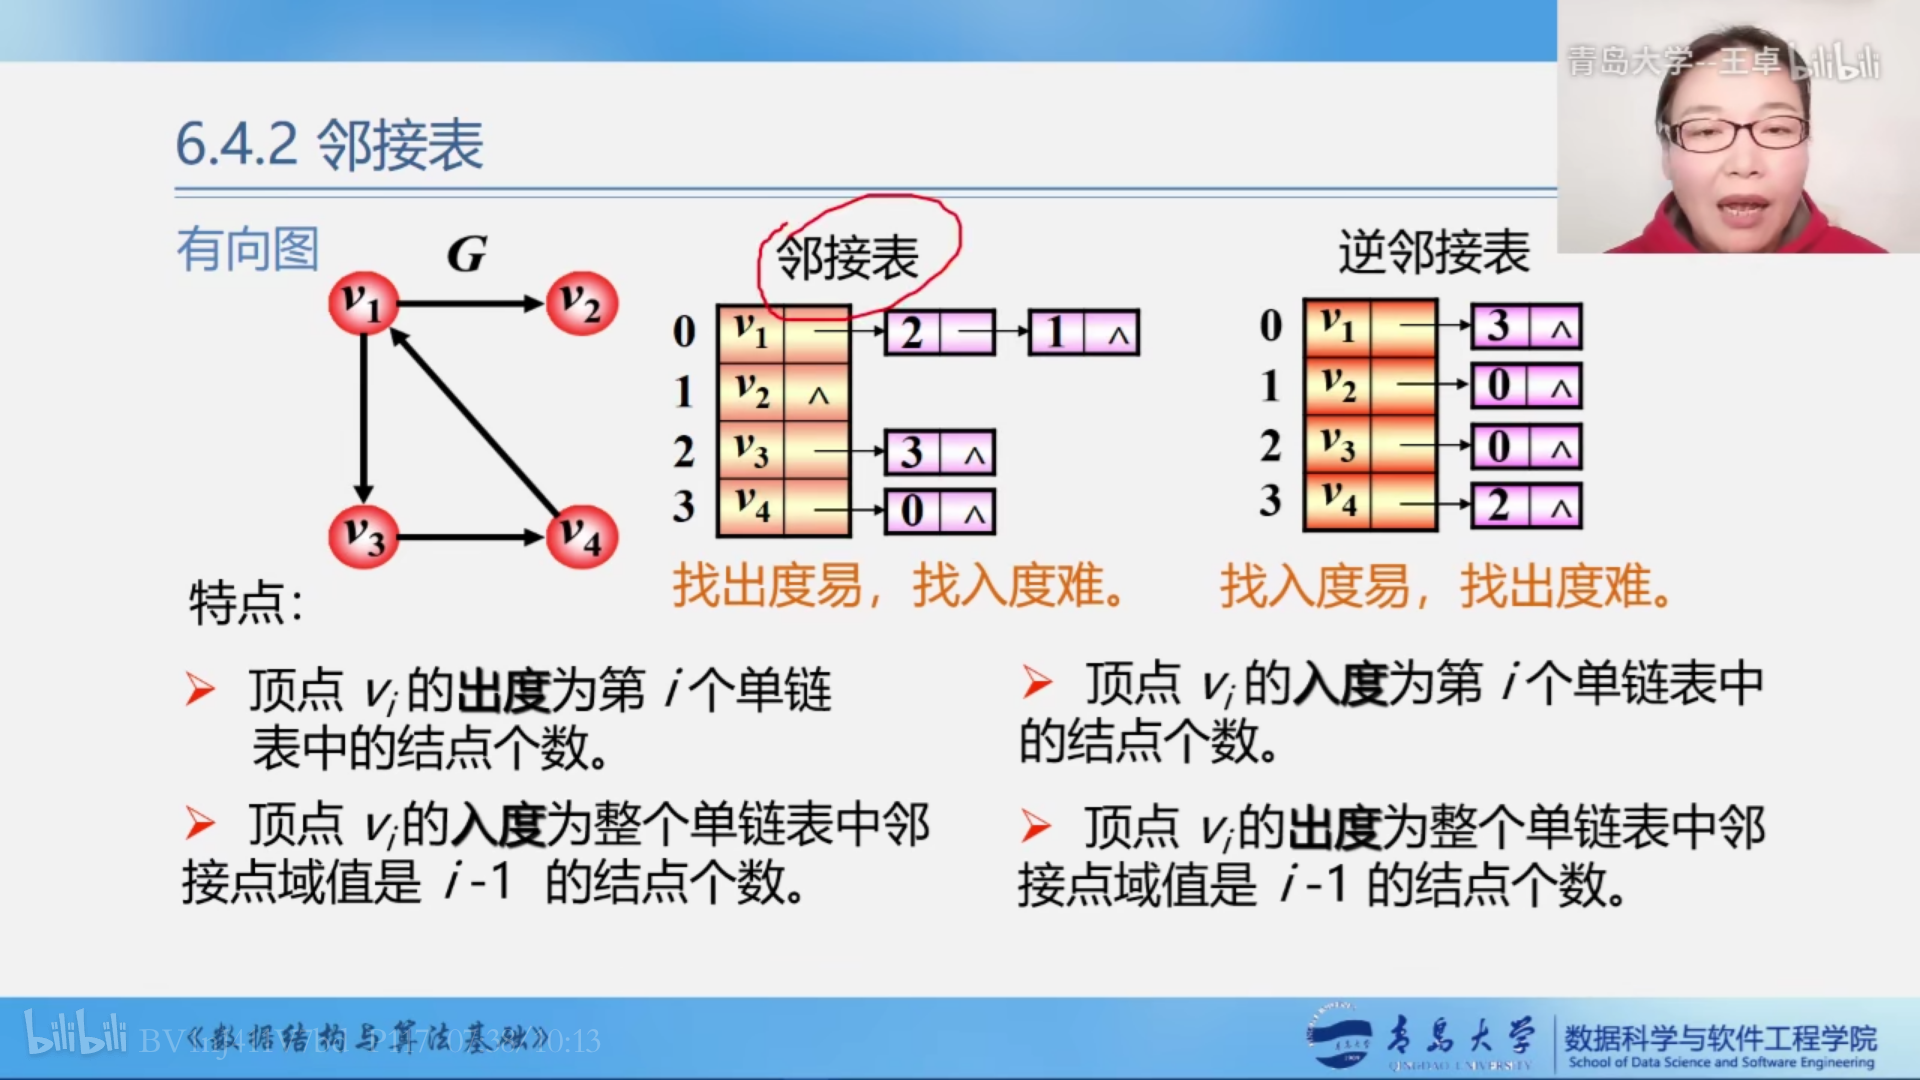 青岛大学--王卓 bilibili
6.4.2 邻接表
有向图
G
v1
v2
v3
v4
邻接表
0 v1 2 1 ∧
1 v2 ∧
2 v3 3 ∧
3 v4 0 ∧
找出度易，找入度难。
逆邻接表
0 v1 3 ∧
1 v2 0 ∧
2 v3 0 ∧
3 v4 2 ∧
找入度易，找出度难。
特点：
➢ 顶点 vi 的出度为第 i 个单链
表中的结点个数。
➢ 顶点 vi 的入度为整个单链表中邻
接点域值是 i -1 的结点个数。
➢ 顶点 vi 的入度为第 i 个单链表中
的结点个数。
➢ 顶点 vi 的出度为整个单链表中邻
接点域值是 i -1 的结点个数。
bilibili
《数据结构与算法基础》
青岛大学
QINGDAO UNIVERSITY
数据科学与软件工程学院
School of Data Science and Software Engineering